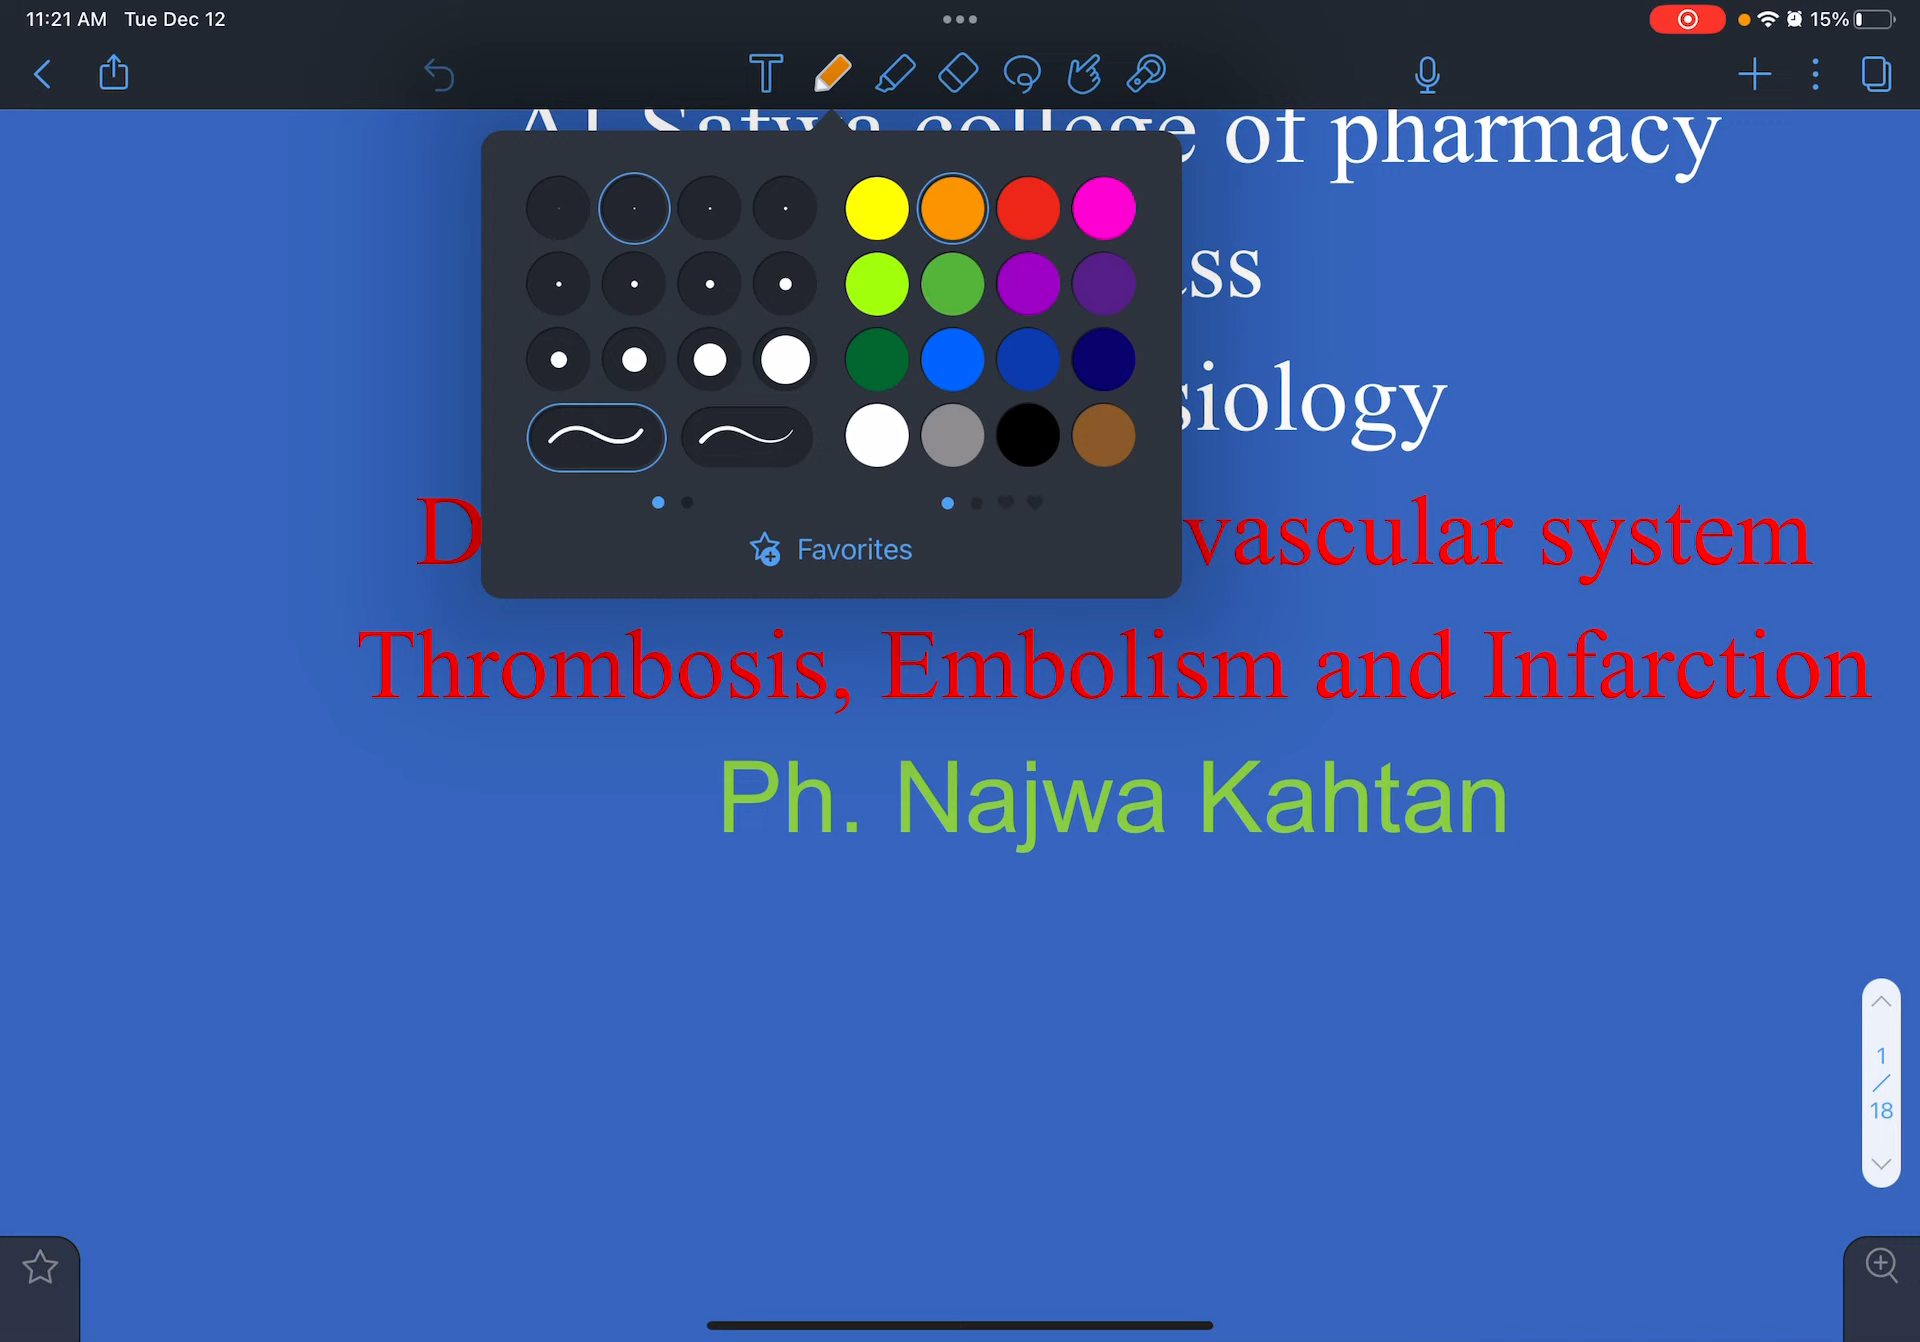 11:21 AM Tue Dec 12
15%
of pharmacy
ss
siology
D
vascular system
Thrombosis, Embolism and Infarction
Ph. Najwa Kahtan
Favorites
1
/
18